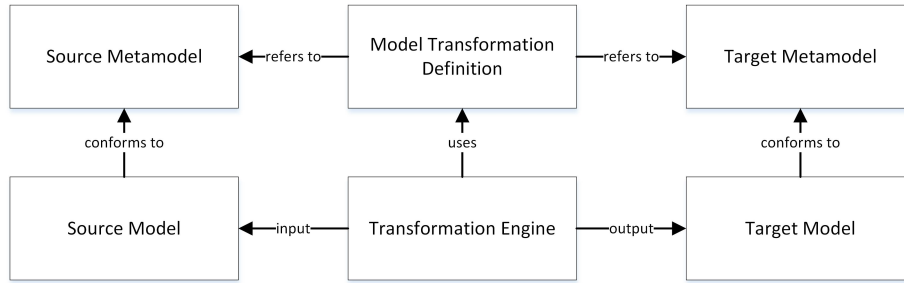 Source Metamodel
refers to
Model Transformation
Definition
refers to
Target Metamodel
conforms to
uses
conforms to
Source Model
input
Transformation Engine
output
Target Model